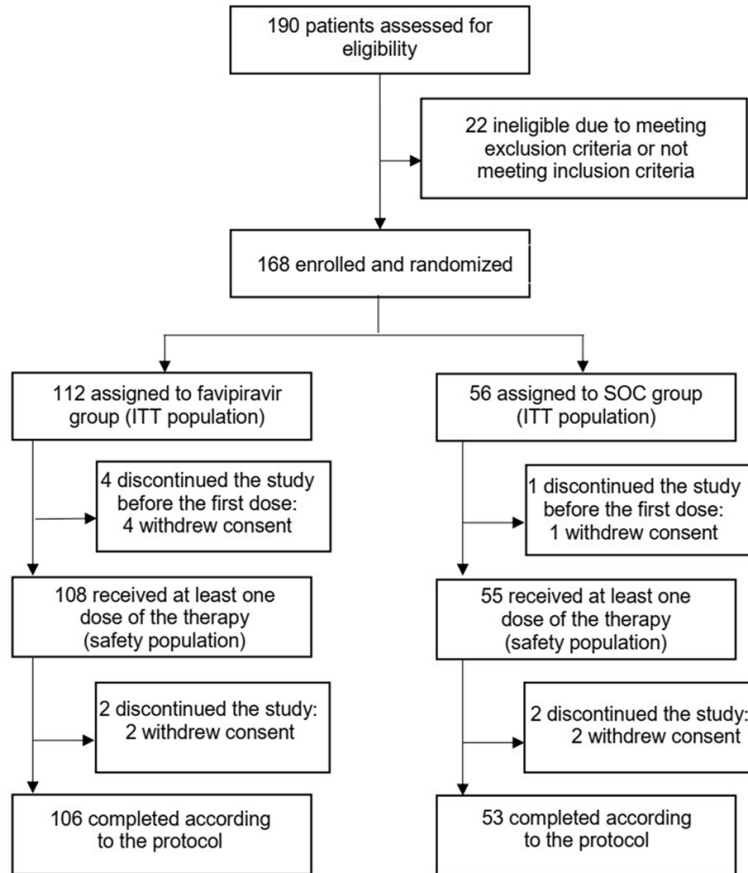 190 patients assessed for
eligibility
22 ineligible due to meeting
exclusion criteria or not
meeting inclusion criteria
168 enrolled and randomized
112 assigned to favipiravir
group (ITT population)
56 assigned to SOC group
(ITT population)
4 discontinued the study
before the first dose:
4 withdrew consent
1 discontinued the study
before the first dose:
1 withdrew consent
108 received at least one
dose of the therapy
(safety population)
55 received at least one
dose of the therapy
(safety population)
2 discontinued the study:
2 withdrew consent
2 discontinued the study:
2 withdrew consent
106 completed according
to the protocol
53 completed according
to the protocol